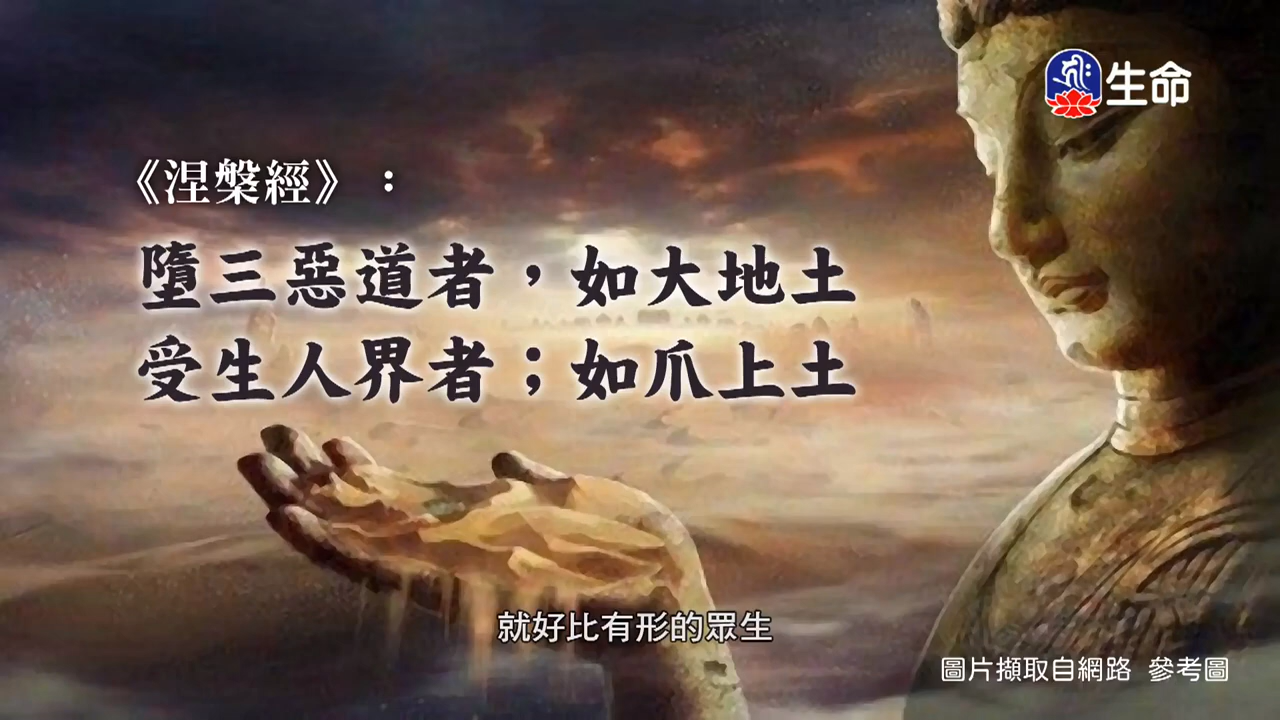 生命
《涅槃經》：
墮三惡道者，如大地土
受生人界者；如爪上土
就好比有形的眾生
圖片擷取自網路 參考圖